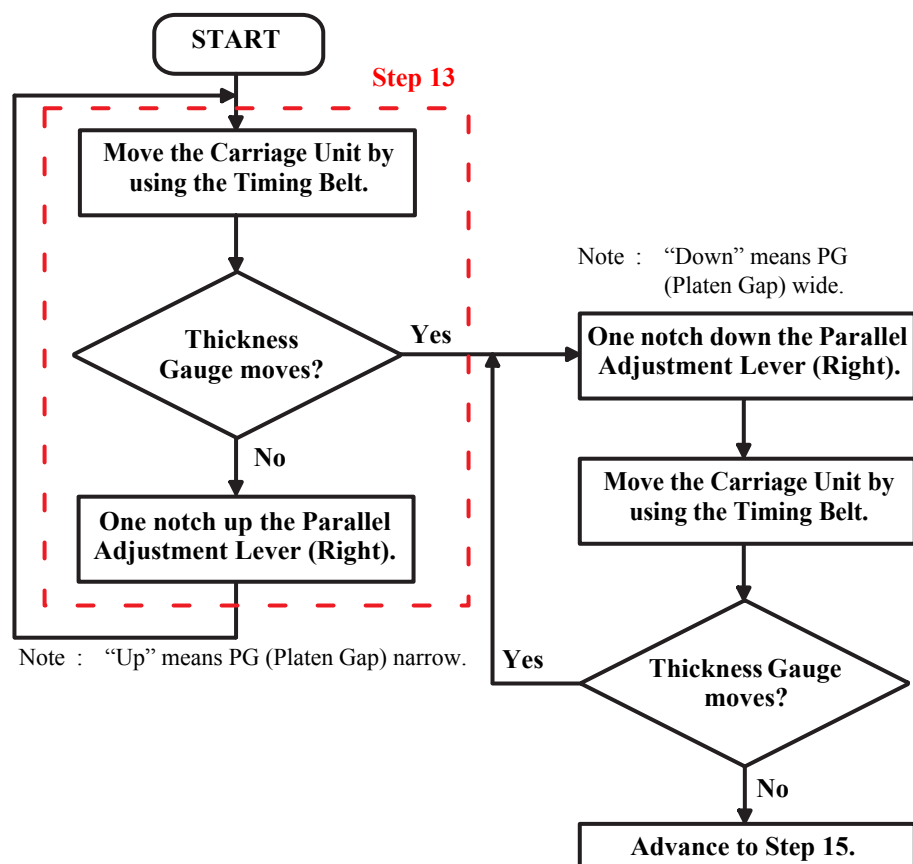 START
Step 13
Move the Carriage Unit by
using the Timing Belt.
Thickness
Gauge moves?
Yes
No
One notch up the Parallel
Adjustment Lever (Right).
Note : “Up” means PG (Platen Gap) narrow.
Note : “Down” means PG
(Platen Gap) wide.
One notch down the Parallel
Adjustment Lever (Right).
Move the Carriage Unit by
using the Timing Belt.
Thickness Gauge
moves?
Yes
No
Advance to Step 15.